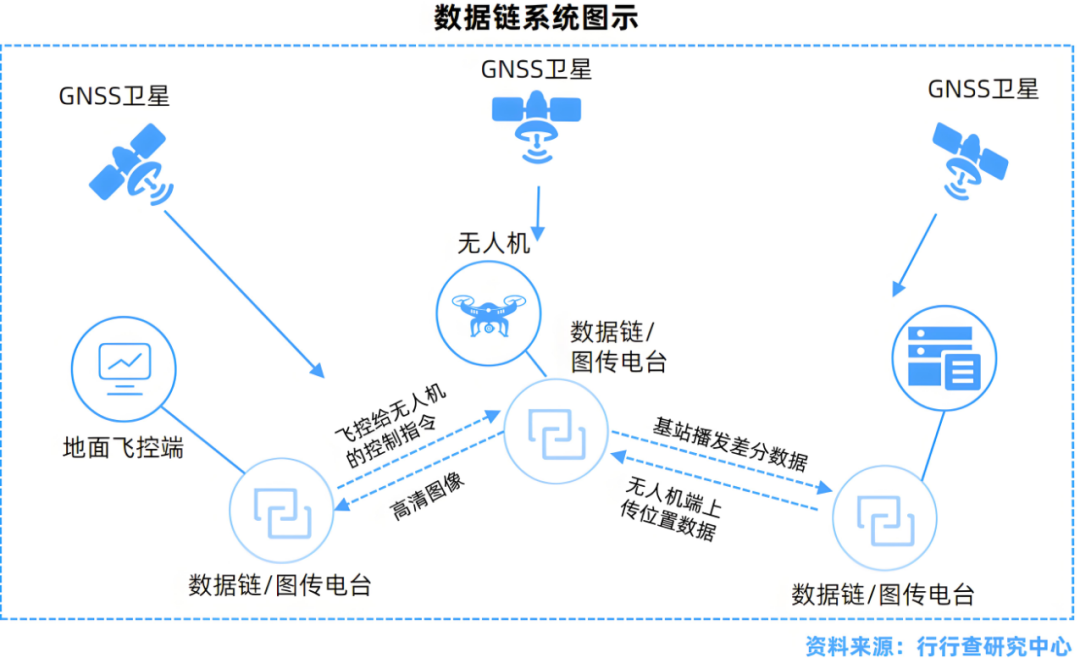 数据链系统图示
GNSS卫星
GNSS卫星
GNSS卫星
无人机
数据链/
图传电台
地面飞控端
飞控给无人机
的控制指令
高清图像
基站播发差分数据
无人机端上
传位置数据
数据链/图传电台
数据链/图传电台
资料来源：行行查研究中心